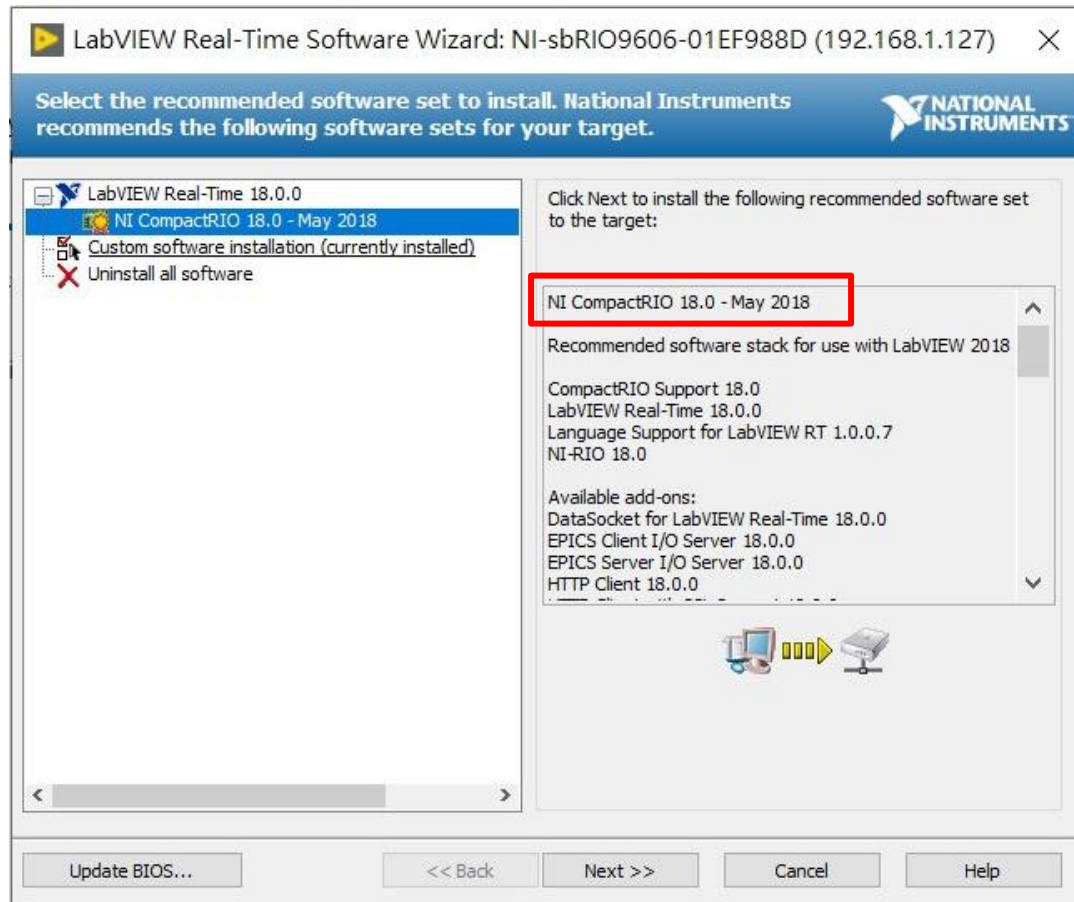 LabVIEW Real-Time Software Wizard: NI-sbRIO9606-01EF988D (192.168.1.127)
Select the recommended software set to install. National Instruments
recommends the following software sets for your target.
NATIONAL
INSTRUMENTS
LabVIEW Real-Time 18.0.0
NI CompactRIO 18.0 - May 2018
Custom software installation (currently installed)
Uninstall all software
Click Next to install the following recommended software set
to the target:
NI CompactRIO 18.0 - May 2018
Recommended software stack for use with LabVIEW 2018
CompactRIO Support 18.0
LabVIEW Real-Time 18.0.0
Language Support for LabVIEW RT 1.0.0.7
NI-RIO 18.0
Available add-ons:
DataSocket for LabVIEW Real-Time 18.0.0
EPICS Client I/O Server 18.0.0
EPICS Server I/O Server 18.0.0
HTTP Client 18.0.0
Update BIOS...
<< Back
Next >>
Cancel
Help